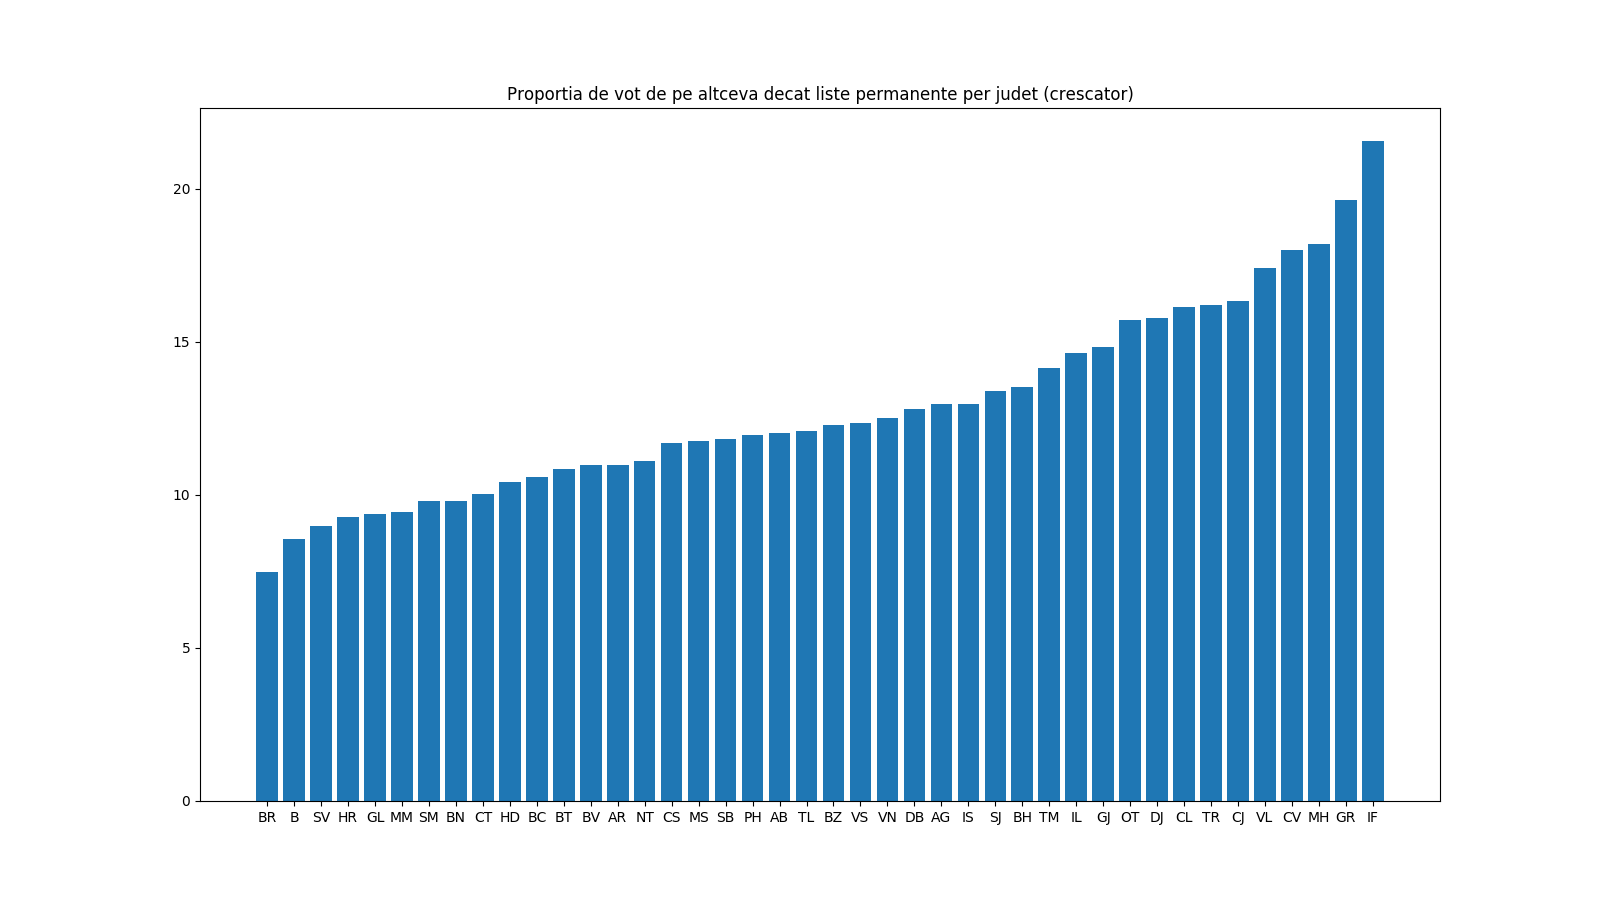 Proportia de vot de pe altceva decat liste permanente per judet (crescator)
20
15
10
5
0
BR B SV HR GL MM SM BN CT HD BC BT BV AR NT CS MS SB PH AB TL BZ VS VN DB AG IS SJ BH TM IL GJ OT DJ CL TR CJ VL CV MH GR IF